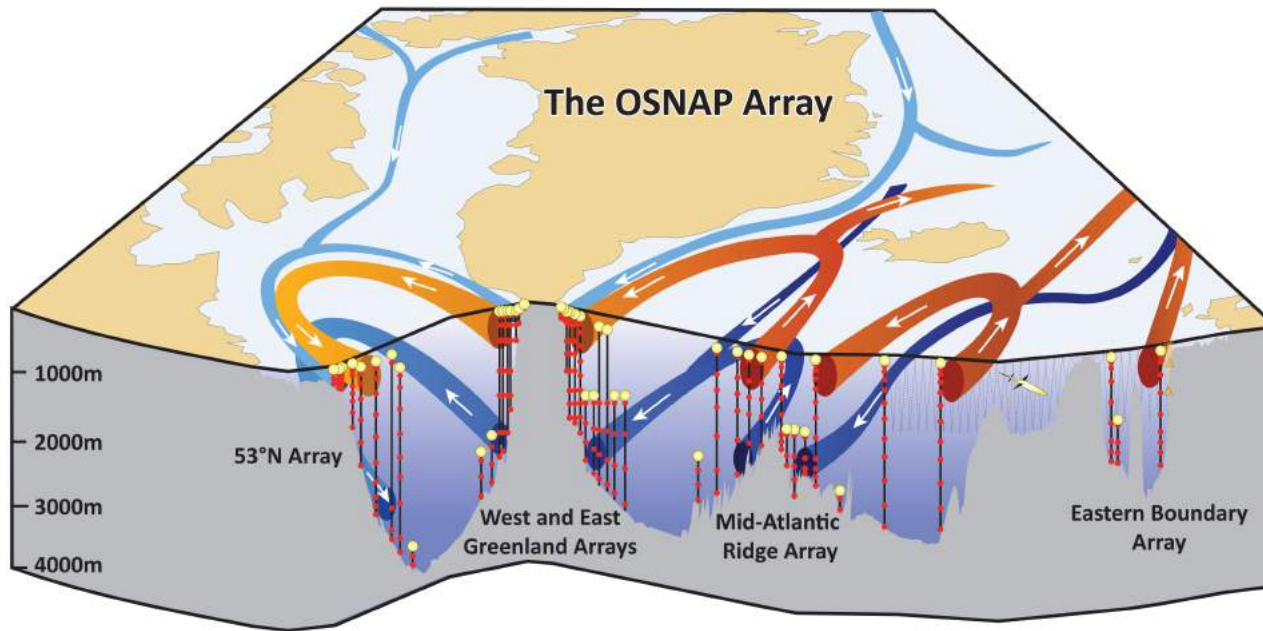 The OSNAP Array
1000m
2000m
3000m
4000m
53°N Array
West and East
Greenland Arrays
Mid-Atlantic
Ridge Array
Eastern Boundary
Array